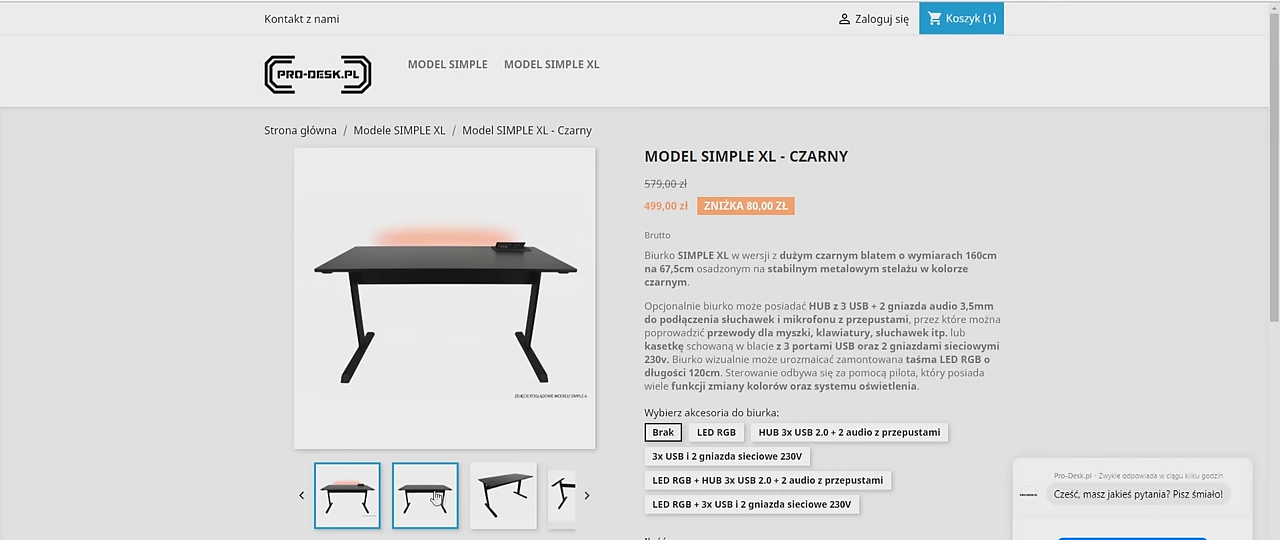 Kontakt z nami
Zaloguj się
Koszyk (1)
PRO-DESK.PL
MODEL SIMPLE
MODEL SIMPLE XL
Strona główna / Modele SIMPLE XL / Model SIMPLE XL - Czarny
MODEL SIMPLE XL - CZARNY
579,00 zł
499,00 zł ZNIŻKA 80,00 ZŁ
Brutto
Biurko SIMPLE XL w wersji z dużym czarnym blatem o wymiarach 160cm
na 67,5cm osadzonym na stabilnym metalowym stelażu w kolorze
czarnym.
Opcjonalnie biurko może posiadać HUB z 3 USB + 2 gniazda audio 3,5mm
do podłączenia słuchawek i mikrofonu z przepustami, przez które można
poprowadzić przewody dla myszki, klawiatury, słuchawek itp. lub
kasetkę schowaną w blacie z 3 portami USB oraz 2 gniazdami sieciowymi
230v. Biurko wizualnie może urozmaicać zamontowana taśma LED RGB o
długości 120cm. Sterowanie odbywa się za pomocą pilota, który posiada
wiele funkcji zmiany kolorów oraz systemu oświetlenia.
Wybierz akcesoria do biurka:
Brak
LED RGB
HUB 3x USB 2.0 + 2 audio z przepustami
3x USB i 2 gniazda sieciowe 230V
LED RGB + HUB 3x USB 2.0 + 2 audio z przepustami
LED RGB + 3x USB i 2 gniazda sieciowe 230V
Pro-Desk.pl - Zwykle odpowiada w ciągu kilku godzin
Cześć, masz jakieś pytania? Pisz śmiało!